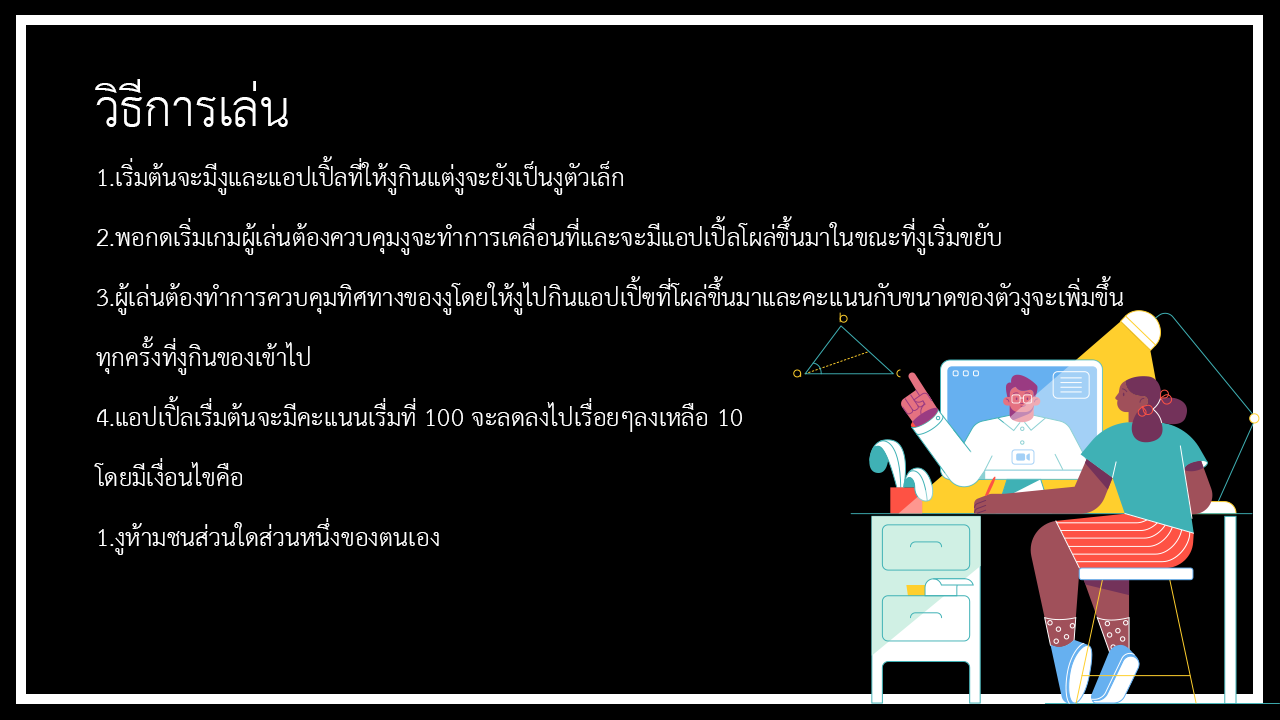 วิธีการเล่น
1.เริ่มต้นจะมีงูและแอปเปิ้ลที่ให้งูกินแต่งูจะยังเป็นงูตัวเล็ก
2.พอกดเริ่มเกมผู้เล่นต้องควบคุมงูจะทำการเคลื่อนที่และจะมีแอปเปิ้ลโผล่ขึ้นมาในขณะที่งูเริ่มขยับ
3.ผู้เล่นต้องทำการควบคุมทิศทางของงูโดยให้งูไปกินแอปเปิ้ซที่โผล่ขึ้นมาและคะแนนกับขนาดของตัวงูจะเพิ่มขึ้น
ทุกครั้งที่งูกินของเข้าไป
b
a c
4.แอปเปิ้ลเรื่มต้นจะมีคะแนนเริ่มที่ 100 จะลดลงไปเรื่อยๆลงเหลือ 10
โดยมีเงื่อนไขคือ
1.งูห้ามชนส่วนใดส่วนหนึ่งของตนเอง